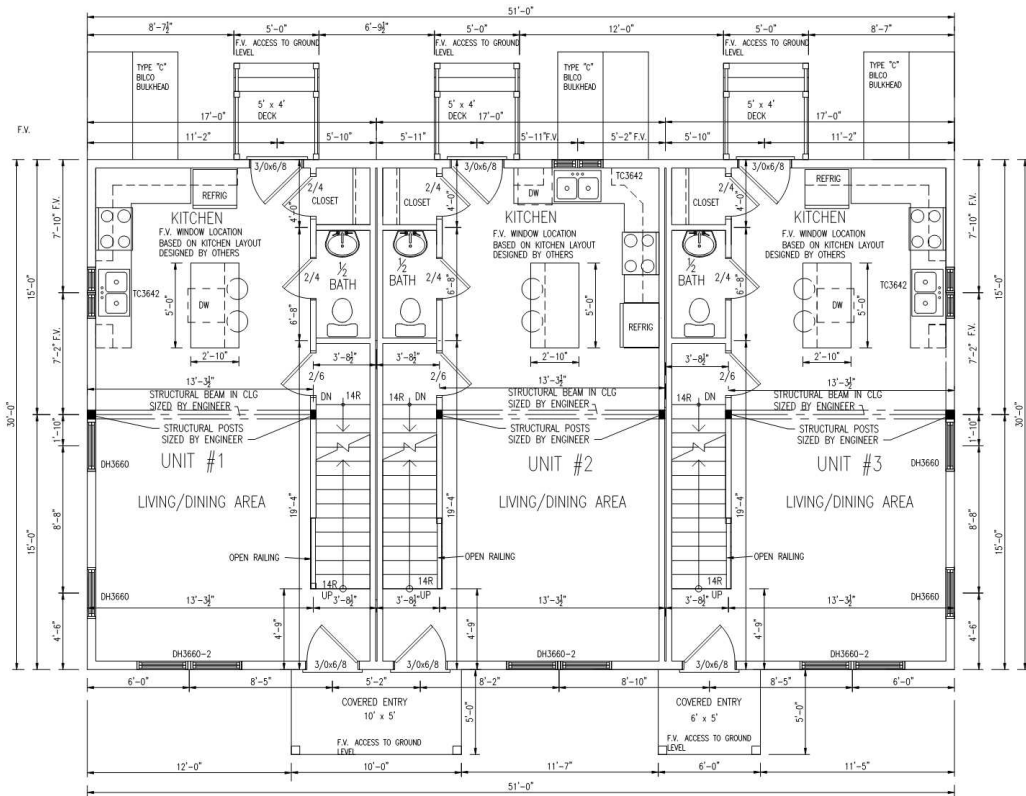 51'-0"
8'-7½" 5'-0" 6'-9½" 5'-0" 12'-0" 5'-0" 8'-7"
F.V. ACCESS TO GROUND
LEVEL
F.V. ACCESS TO GROUND
LEVEL
F.V. ACCESS TO GROUND
LEVEL
TYPE "C"
BILCO
BULKHEAD
TYPE "C"
BILCO
BULKHEAD
TYPE "C"
BILCO
BULKHEAD
5' x 4'
DECK
5' x 4'
DECK
5' x 4'
DECK
17'-0" 17'-0" 17'-0"
F.V.
11'-2" 5'-10" 5'-11" 5'-11"F.V 5'-2" F.V. 5'-10" 11'-2"
3/0x6/8 3/0x6/8 3/0x6/8
REFRIG
2/4
CLOSET
4'-0"
2/4
CLOSET
4'-0"
DW
TC3642
2/4
CLOSET
4'-0"
REFRIG
KITCHEN
F.V. WINDOW LOCATION
BASED ON KITCHEN LAYOUT
DESIGNED BY OTHERS
KITCHEN
F.V. WINDOW LOCATION
BASED ON KITCHEN LAYOUT
DESIGNED BY OTHERS
KITCHEN
F.V. WINDOW LOCATION
BASED ON KITCHEN LAYOUT
DESIGNED BY OTHERS
7'-10" F.V.
7'-10" F.V.
½
BATH
½
BATH
½
BATH
2/4 2/4 2/4
6'-8" 6'-8" 6'-8"
TC3642
DW
5'-0"
5'-0"
REFRIG
DW
5'-0"
TC3642
15'-0"
7'-2" F.V.
7'-2" F.V.
15'-0"
2'-10" 2'-10" 2'-10"
3'-8½" 3'-8½" 3'-8½"
2/6 2/6 2/6
13'-3½" 13'-3½" 13'-3½"
STRUCTURAL BEAM IN CLG
SIZED BY ENGINEER
STRUCTURAL BEAM IN CLG
SIZED BY ENGINEER
STRUCTURAL BEAM IN CLG
SIZED BY ENGINEER
DN 14R 14R DN 14R DN
30'-0"
30'-0"
STRUCTURAL POSTS
SIZED BY ENGINEER
STRUCTURAL POSTS
SIZED BY ENGINEER
STRUCTURAL POSTS
SIZED BY ENGINEER
1'-10" 1'-10"
UNIT #1 UNIT #2 UNIT #3
DH3660 DH3660
LIVING/DINING AREA LIVING/DINING AREA LIVING/DINING AREA
19'-4" 19'-4" 19'-4"
15'-0" 8'-8" 8'-8" 15'-0"
OPEN RAILING OPEN RAILING OPEN RAILING
14R
UP
14R
UP
14R
UP
DH3660 DH3660
13'-3½" 3'-8½" 3'-8½" 13'-3½" 3'-8½" 13'-3½"
4'-6" 4'-9" 4'-9" 4'-9" 4'-6"
DH3660-2 DH3660-2 DH3660-2
3/0x6/8 3/0x6/8 3/0x6/8
6'-0" 8'-5" 5'-2" 8'-2" 8'-10" 8'-5" 6'-0"
COVERED ENTRY
10' x 5'
5'-0"
F.V. ACCESS TO GROUND
LEVEL
COVERED ENTRY
6' x 5'
5'-0"
F.V. ACCESS TO GROUND
LEVEL
12'-0" 10'-0" 11'-7" 6'-0" 11'-5"
51'-0"